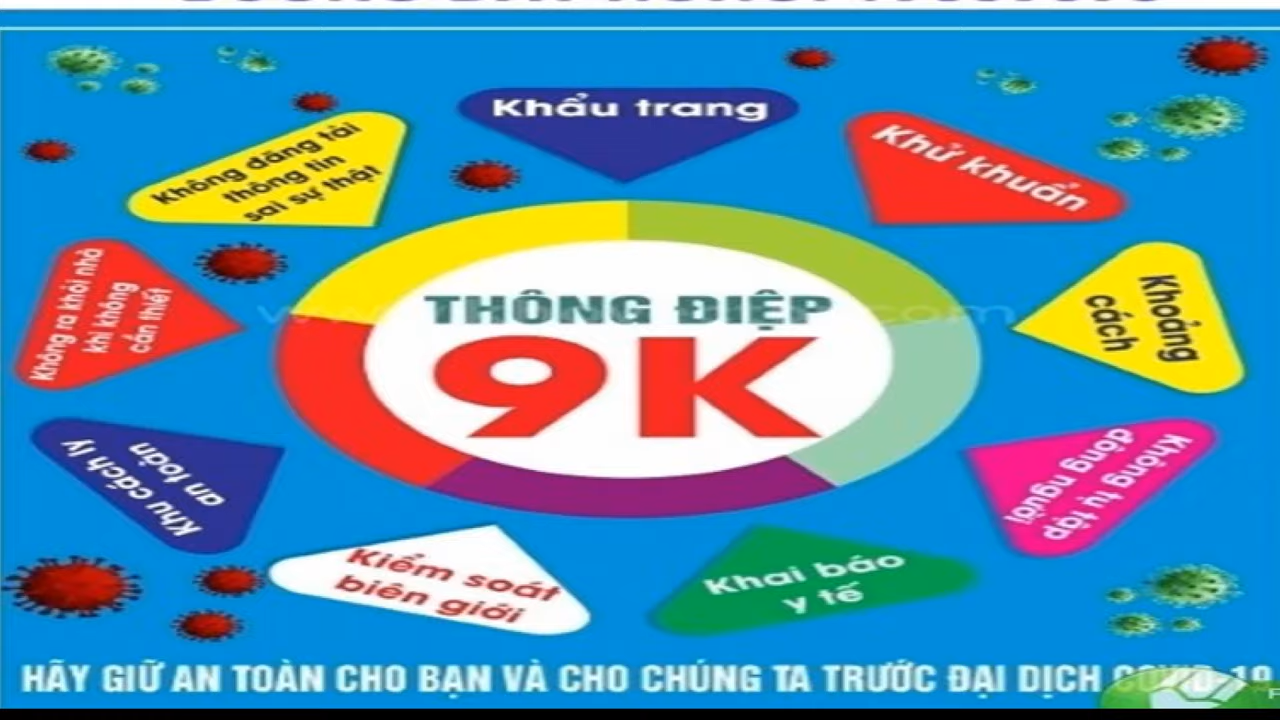 Khẩu trang
Khử khuẩn
Khoảng
cách
Không tụ tập
đông người
Khai báo
y tế
Kiểm soát
biên giới
Khu cách ly
an toàn
Không ra khỏi nhà
khi không
cần thiết
Không đăng tải
thông tin
sai sự thật
THÔNG ĐIỆP
9K
HÃY GIỮ AN TOÀN CHO BẠN VÀ CHO CHÚNG TA TRƯỚC ĐẠI DỊCH COVID-19